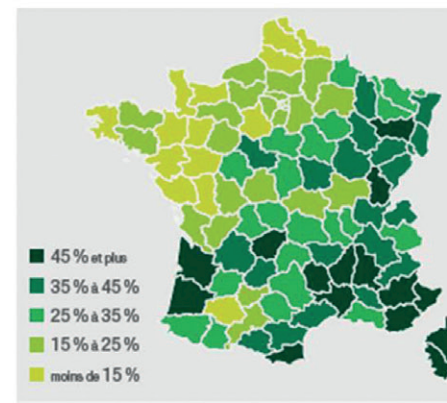 45 % et plus
35 % à 45 %
25 % à 35 %
15 % à 25 %
moins de 15 %